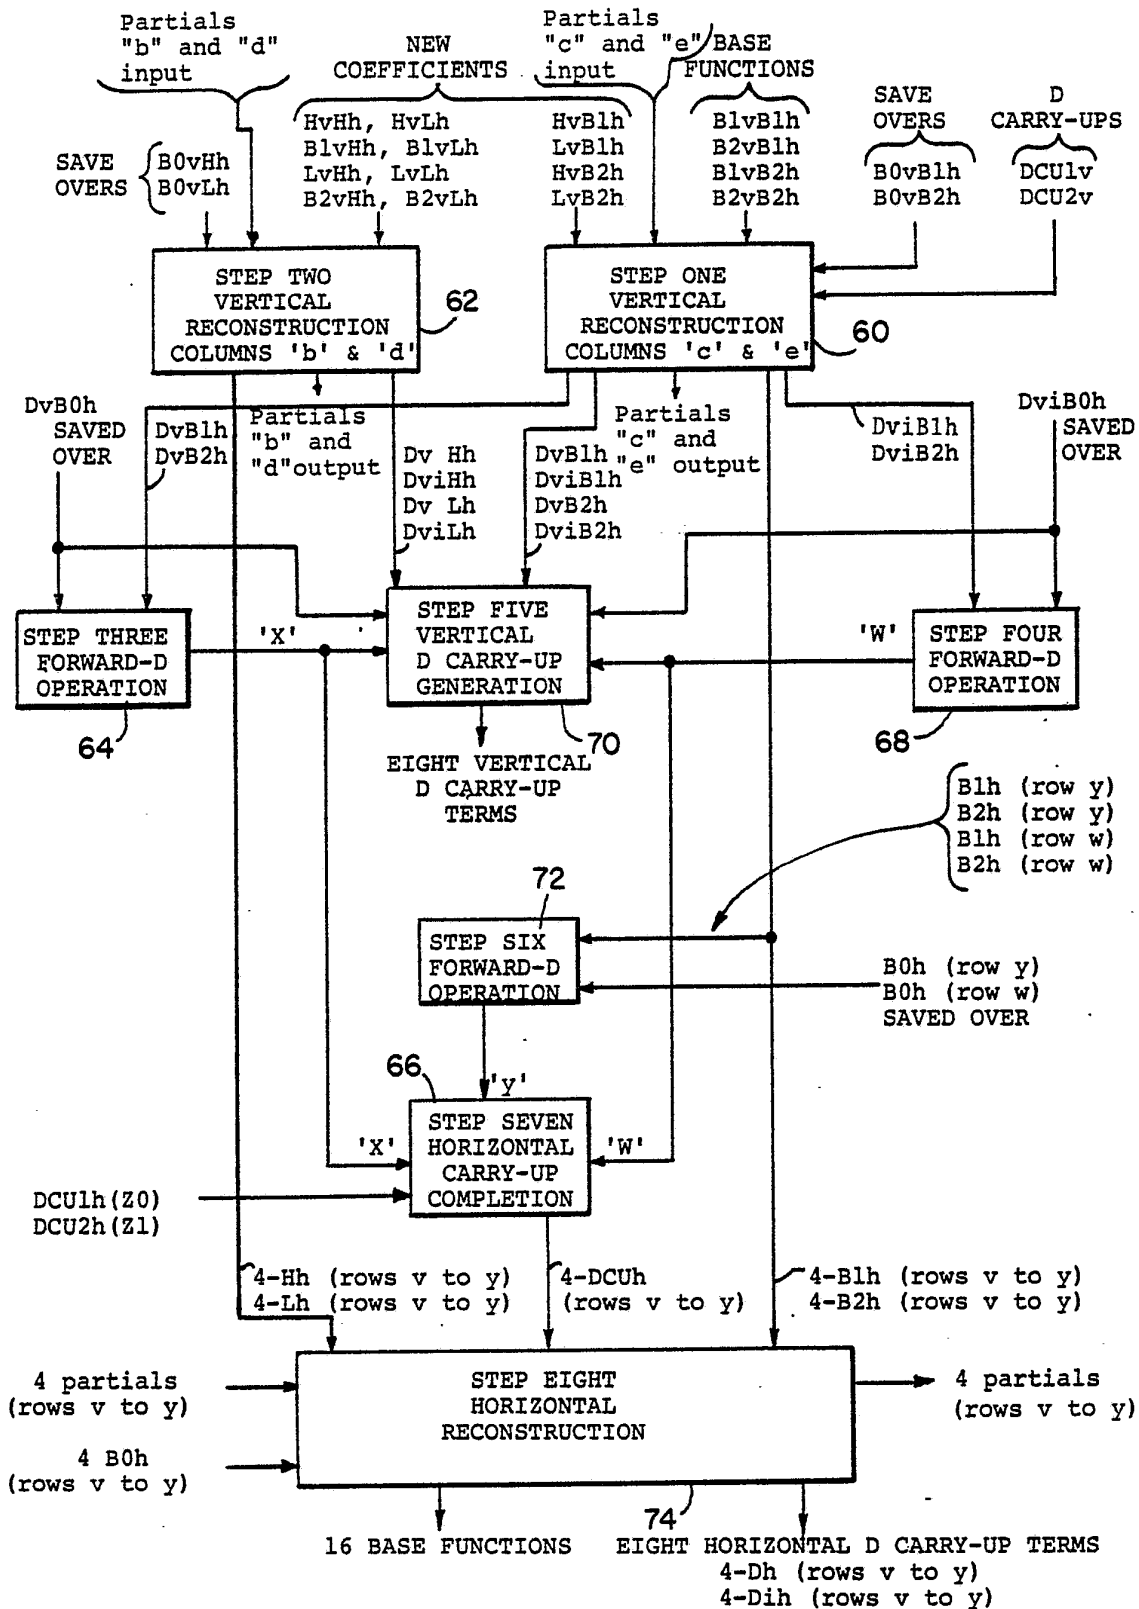 Partials
"b" and "d"
input
NEW
COEFFICIENTS
Partials
"c" and "e"
input
BASE
FUNCTIONS
SAVE
OVERS
D
CARRY-UPS
SAVE
OVERS
B0vHh
B0vLh
HvHh, HvLh
B1vHh, B1vLh
LvHh, LvLh
B2vHh, B2vLh
HvB1h
LvB1h
HvB2h
LvB2h
B1vB1h
B2vB1h
B1vB2h
B2vB2h
B0vB1h
B0vB2h
DCU1v
DCU2v
STEP TWO
VERTICAL
RECONSTRUCTION
COLUMNS 'b' & 'd'
62
STEP ONE
VERTICAL
RECONSTRUCTION
COLUMNS 'c' & 'e'
60
DvB0h
SAVED
OVER
DvB1h
DvB2h
Partials
"b" and
"d"output
Dv Hh
DviHh
Dv Lh
DviLh
DvB1h
DviB1h
DvB2h
DviB2h
Partials
"c" and
"e" output
DviB1h
DviB2h
DviB0h
SAVED
OVER
STEP THREE
FORWARD-D
OPERATION
64
'X'
STEP FIVE
VERTICAL
D CARRY-UP
GENERATION
70
'W'
STEP FOUR
FORWARD-D
OPERATION
68
EIGHT VERTICAL
D CARRY-UP
TERMS
B1h (row y)
B2h (row y)
B1h (row w)
B2h (row w)
72
STEP SIX
FORWARD-D
OPERATION
B0h (row y)
B0h (row w)
SAVED OVER
66
'y'
STEP SEVEN
HORIZONTAL
CARRY-UP
COMPLETION
'X'
'W'
DCU1h(Z0)
DCU2h(Z1)
4-Hh (rows v to y)
4-Lh (rows v to y)
4-DCUh
(rows v to y)
4-B1h (rows v to y)
4-B2h (rows v to y)
4 partials
(rows v to y)
4 B0h
(rows v to y)
STEP EIGHT
HORIZONTAL
RECONSTRUCTION
4 partials
(rows v to y)
74
16 BASE FUNCTIONS
EIGHT HORIZONTAL D CARRY-UP TERMS
4-Dh (rows v to y)
4-Dih (rows v to y)